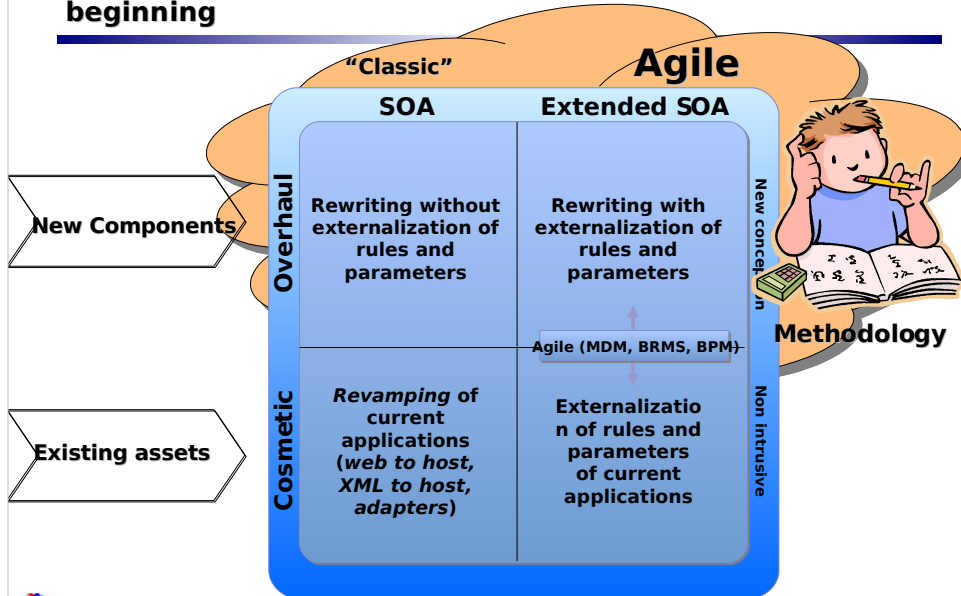 beginning
“Classic”
Agile
SOA
Extended SOA
New Components
Overhaul
Rewriting without
externalization of
rules and
parameters
Rewriting with
externalization of
rules and
parameters
Methodology
Agile (MDM, BRMS, BPM)
Existing assets
Cosmetic
Revamping of
current
applications
(web to host,
XML to host,
adapters)
Externalizatio
n of rules and
parameters
of current
applications
Non intrusive